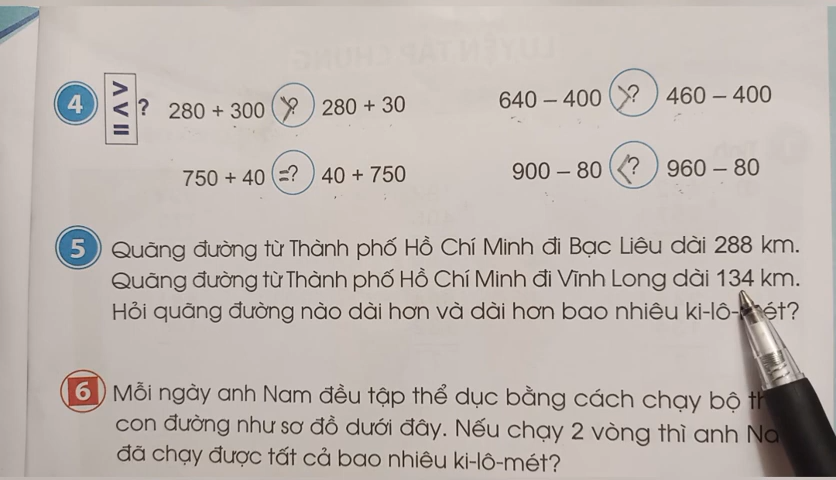 4 > < = ? 280 + 300 >? 280 + 30 640 – 400 >? 460 – 400
750 + 40 =? 40 + 750 900 – 80 <? 960 – 80
5 Quãng đường từ Thành phố Hồ Chí Minh đi Bạc Liêu dài 288 km.
Quãng đường từ Thành phố Hồ Chí Minh đi Vĩnh Long dài 134 km.
Hỏi quãng đường nào dài hơn và dài hơn bao nhiêu ki-lô-mét?
6 Mỗi ngày anh Nam đều tập thể dục bằng cách chạy bộ
con đường như sơ đồ dưới đây. Nếu chạy 2 vòng thì anh
đã chạy được tất cả bao nhiêu ki-lô-mét?